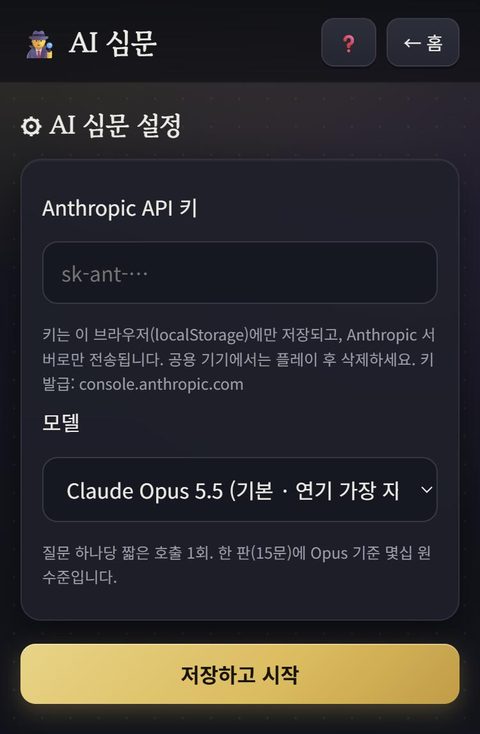 AI 심문
?
← 홈
AI 심문 설정
Anthropic API 키
sk-ant-…
키는 이 브라우저(localStorage)에만 저장되고, Anthropic 서
버로만 전송됩니다. 공용 기기에서는 플레이 후 삭제하세요. 키
발급: console.anthropic.com
모델
Claude Opus 5.5 (기본 · 연기 가장 지
질문 하나당 짧은 호출 1회. 한 판(15문)에 Opus 기준 몇십 원
수준입니다.
저장하고 시작